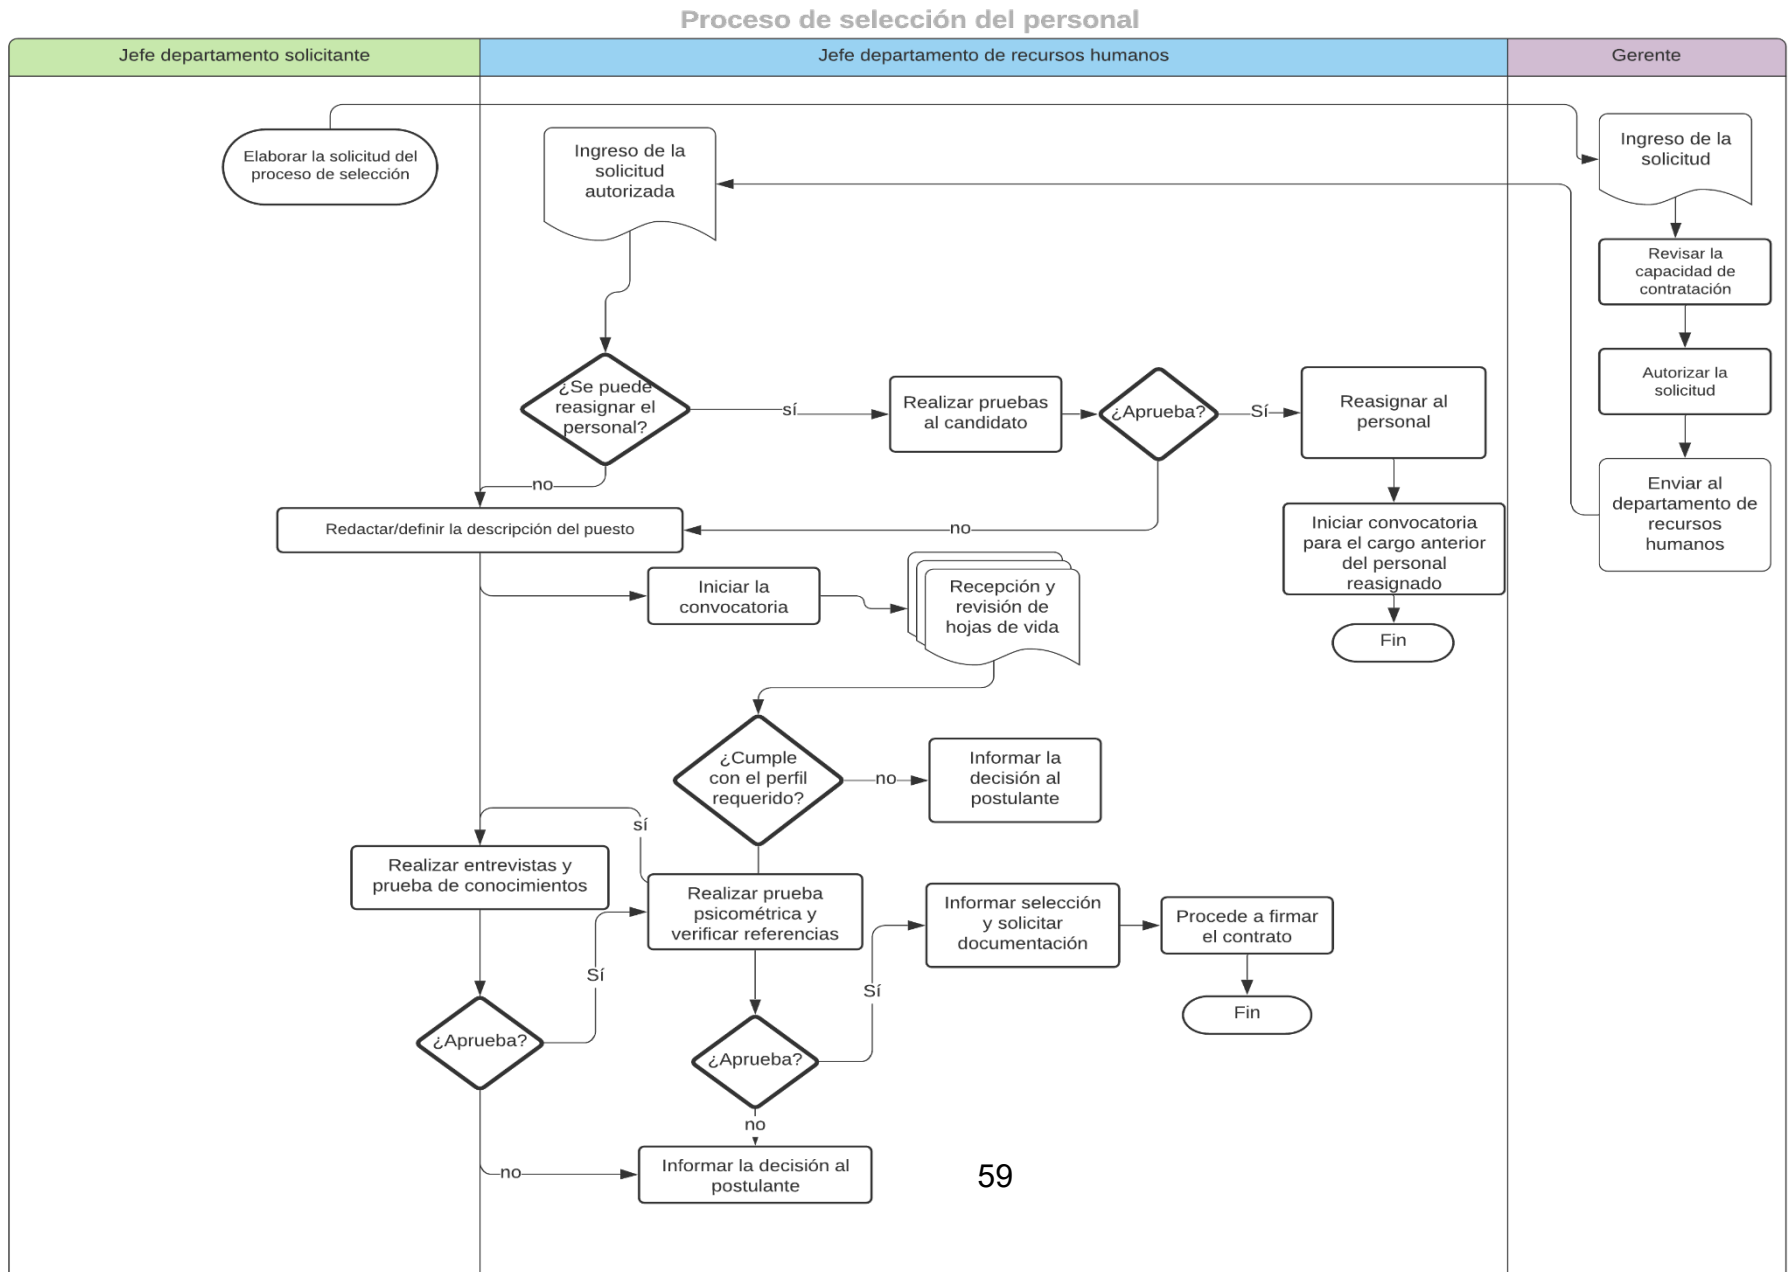 Proceso de selección del personal
Jefe departamento solicitante
Jefe departamento de recursos humanos
Gerente
Elaborar la solicitud del
proceso de selección
Ingreso de la
solicitud
autorizada
Ingreso de la
solicitud
Revisar la
capacidad de
contratación
Autorizar la
solicitud
Enviar al
departamento de
recursos
humanos
¿Se puede
reasignar el
personal?
sí
Realizar pruebas
al candidato
¿Aprueba?
Sí
Reasignar al
personal
no
Redactar/definir la descripción del puesto
no
Iniciar convocatoria
para el cargo anterior
del personal
reasignado
Fin
Iniciar la
convocatoria
Recepción y
revisión de
hojas de vida
¿Cumple
con el perfil
requerido?
no
Informar la
decisión al
postulante
sí
Realizar entrevistas y
prueba de conocimientos
Realizar prueba
psicométrica y
verificar referencias
Informar selección
y solicitar
documentación
Procede a firmar
el contrato
Sí
Sí
Fin
¿Aprueba?
¿Aprueba?
no
no
Informar la decisión al
postulante
59